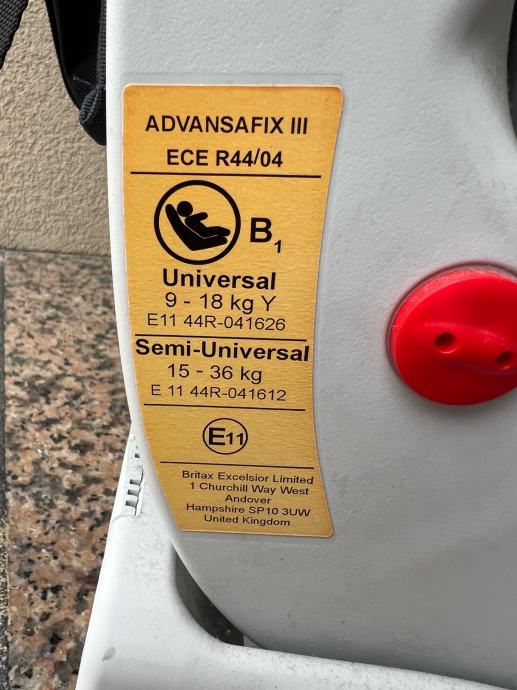 ADVANSAFIX III
ECE R44/04
B1
Universal
9 - 18 kg Y
E11 44R-041626
Semi-Universal
15 - 36 kg
E 11 44R-041612
E11
Britax Excelsior Limited
1 Churchill Way West
Andover
Hampshire SP10 3UW
United Kingdom